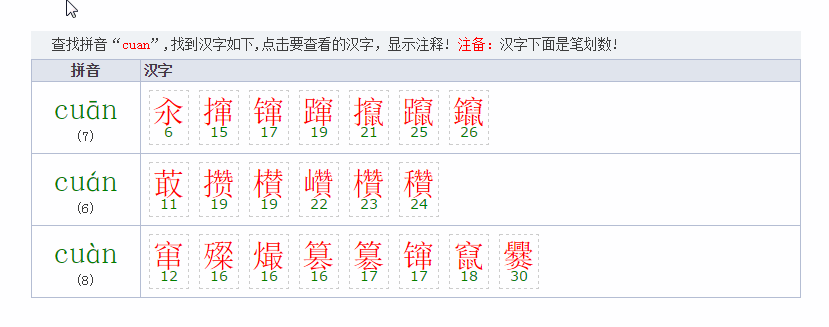 查找拼音“cuan”,找到汉字如下,点击要查看的汉字，显示注释! 注备：汉字下面是笔划数!
拼音 汉字
cuān 氽 撺 镩 蹿 攛 躥 鑹
(7) 6 15 17 19 21 25 26
cuán 菆 攒 欑 巑 櫕 穳
(6) 11 19 19 22 23 24
cuàn 窜 殩 熶 篡 簒 镩 竄 爨
(8) 12 16 16 16 17 17 18 30